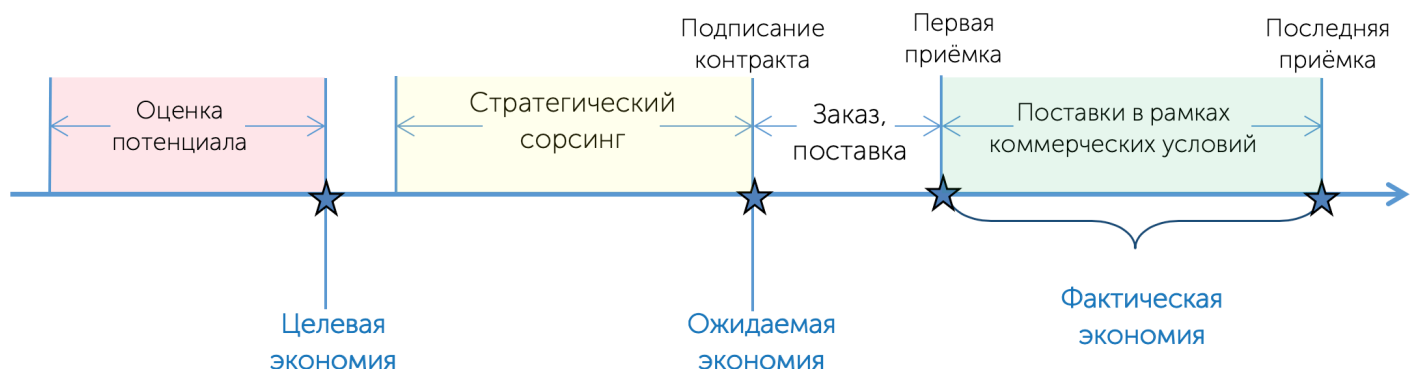 Оценка
потенциала
Стратегический
сорсинг
Подписание
контракта
Заказ,
поставка
Первая
приёмка
Поставки в рамках
коммерческих условий
Последняя
приёмка
Целевая
экономия
Ожидаемая
экономия
Фактическая
экономия